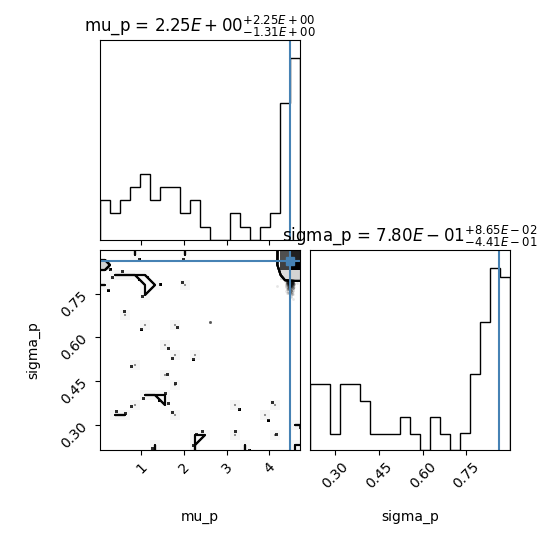 mu_p = 2.25E + 00+2.25E+00−1.31E+00
sigma_p = 7.80E − 01+8.65E−02−4.41E−01
sigma_p
0.75
0.60
0.45
0.30
1 2 3 4
0.30 0.45 0.60 0.75
mu_p
sigma_p